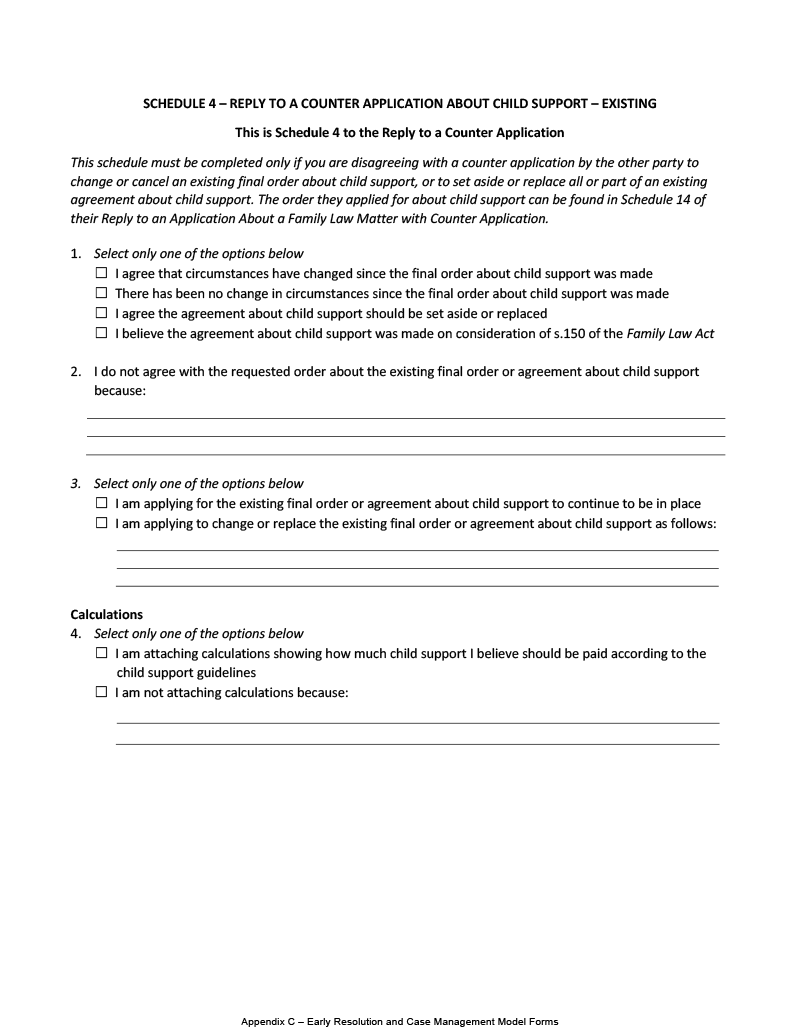 SCHEDULE 4 – REPLY TO A COUNTER APPLICATION ABOUT CHILD SUPPORT – EXISTING
This is Schedule 4 to the Reply to a Counter Application
This schedule must be completed only if you are disagreeing with a counter application by the other party to
change or cancel an existing final order about child support, or to set aside or replace all or part of an existing
agreement about child support. The order they applied for about child support can be found in Schedule 14 of
their Reply to an Application About a Family Law Matter with Counter Application.
1. Select only one of the options below
☐ I agree that circumstances have changed since the final order about child support was made
☐ There has been no change in circumstances since the final order about child support was made
☐ I agree the agreement about child support should be set aside or replaced
☐ I believe the agreement about child support was made on consideration of s.150 of the Family Law Act
2. I do not agree with the requested order about the existing final order or agreement about child support
because:
3. Select only one of the options below
☐ I am applying for the existing final order or agreement about child support to continue to be in place
☐ I am applying to change or replace the existing final order or agreement about child support as follows:
Calculations
4. Select only one of the options below
☐ I am attaching calculations showing how much child support I believe should be paid according to the
child support guidelines
☐ I am not attaching calculations because:
Appendix C – Early Resolution and Case Management Model Forms